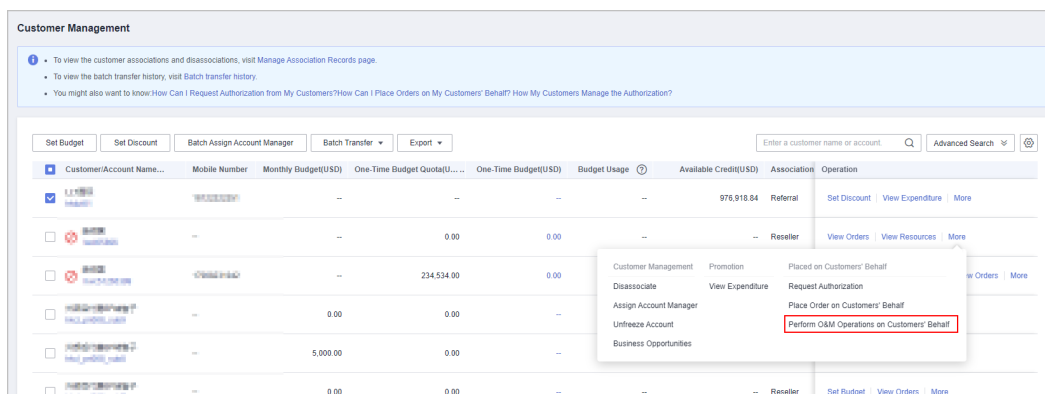 Customer Management
To view the customer associations and disassociations, visit Manage Association Records page.
To view the batch transfer history, visit Batch transfer history.
You might also want to know:How Can I Request Authorization from My Customers?How Can I Place Orders on My Customers' Behalf? How My Customers Manage the Authorization?
Set Budget Set Discount Batch Assign Account Manager Batch Transfer Export Enter a customer name or account. Advanced Search
Customer/Account Name... Mobile Number Monthly Budget(USD) One-Time Budget Quota(U... .. One-Time Budget(USD) Budget Usage ? Available Credit(USD) Association Operation
-- -- -- -- 976,918.84 Referral Set Discount View Expenditure More
-- -- 0.00 0.00 -- -- Reseller View Orders View Resources More
-- 234,534.00 0.00 w Orders More
Customer Management Promotion Placed on Customers' Behalf
Disassociate View Expenditure Request Authorization
Assign Account Manager Place Order on Customers' Behalf
-- 0.00 0.00 --
Unfreeze Account Perform O&M Operations on Customers' Behalf
Business Opportunities
-- 5,000.00 0.00 --
-- 0.00 0.00 -- -- -- Reseller Set Budget View Orders More